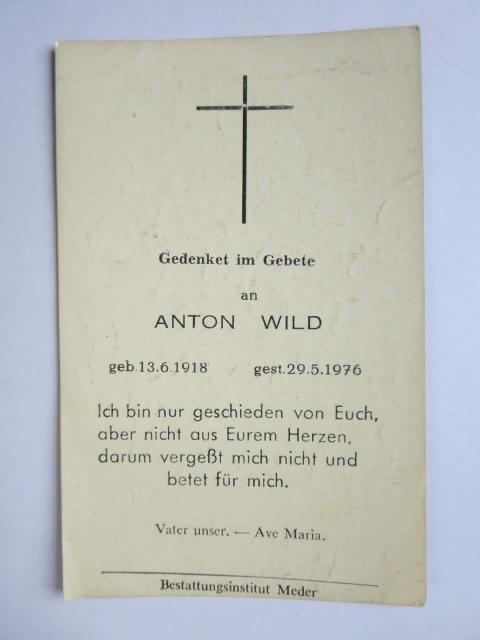 Gedenket im Gebete
an
ANTON WILD
geb.13.6.1918 gest.29.5.1976
Ich bin nur geschieden von Euch,
aber nicht aus Eurem Herzen,
darum vergeßt mich nicht und
betet für mich.
Vater unser. — Ave Maria.
Bestattungsinstitut Meder